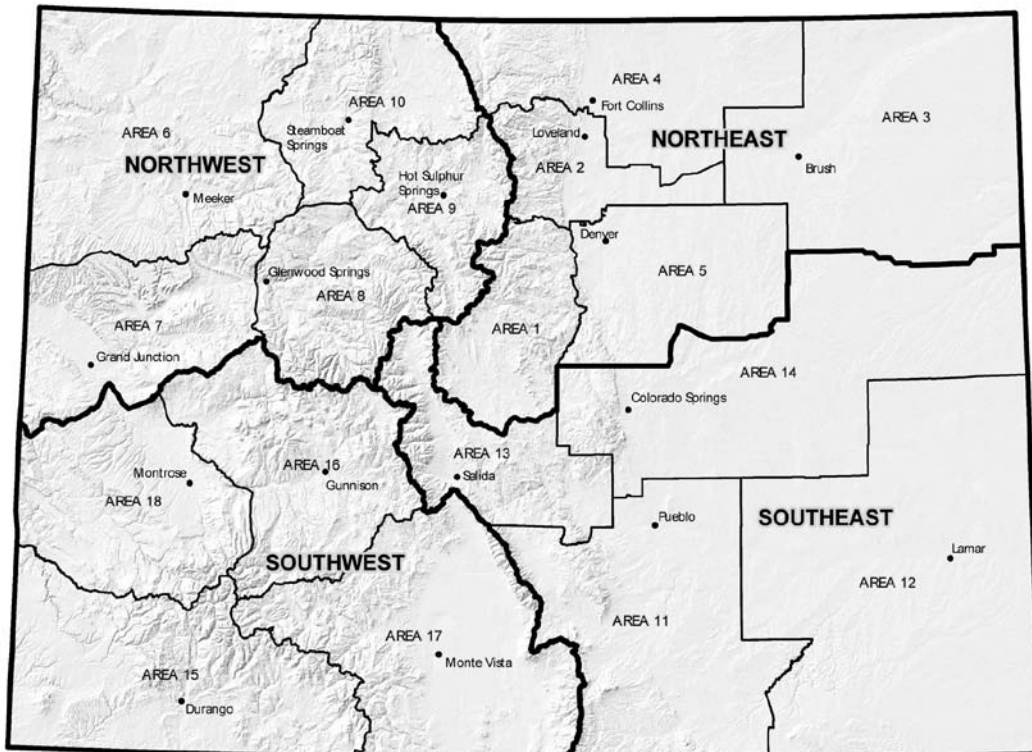 AREA 4
Fort Collins
AREA 10
Steamboat
Springs
AREA 6
NORTHWEST
Meeker
Loveland
NORTHEAST
AREA 3
Brush
AREA 2
Hot Sulphur
Springs
AREA 9
Denver
AREA 5
Glenwood Springs
AREA 8
AREA 7
Grand Junction
AREA 1
AREA 14
Colorado Springs
AREA 13
Salida
AREA 16
Gunnison
Montrose
AREA 18
Pueblo
SOUTHEAST
Lamar
AREA 12
SOUTHWEST
AREA 11
AREA 17
Monte Vista
AREA 15
Durango